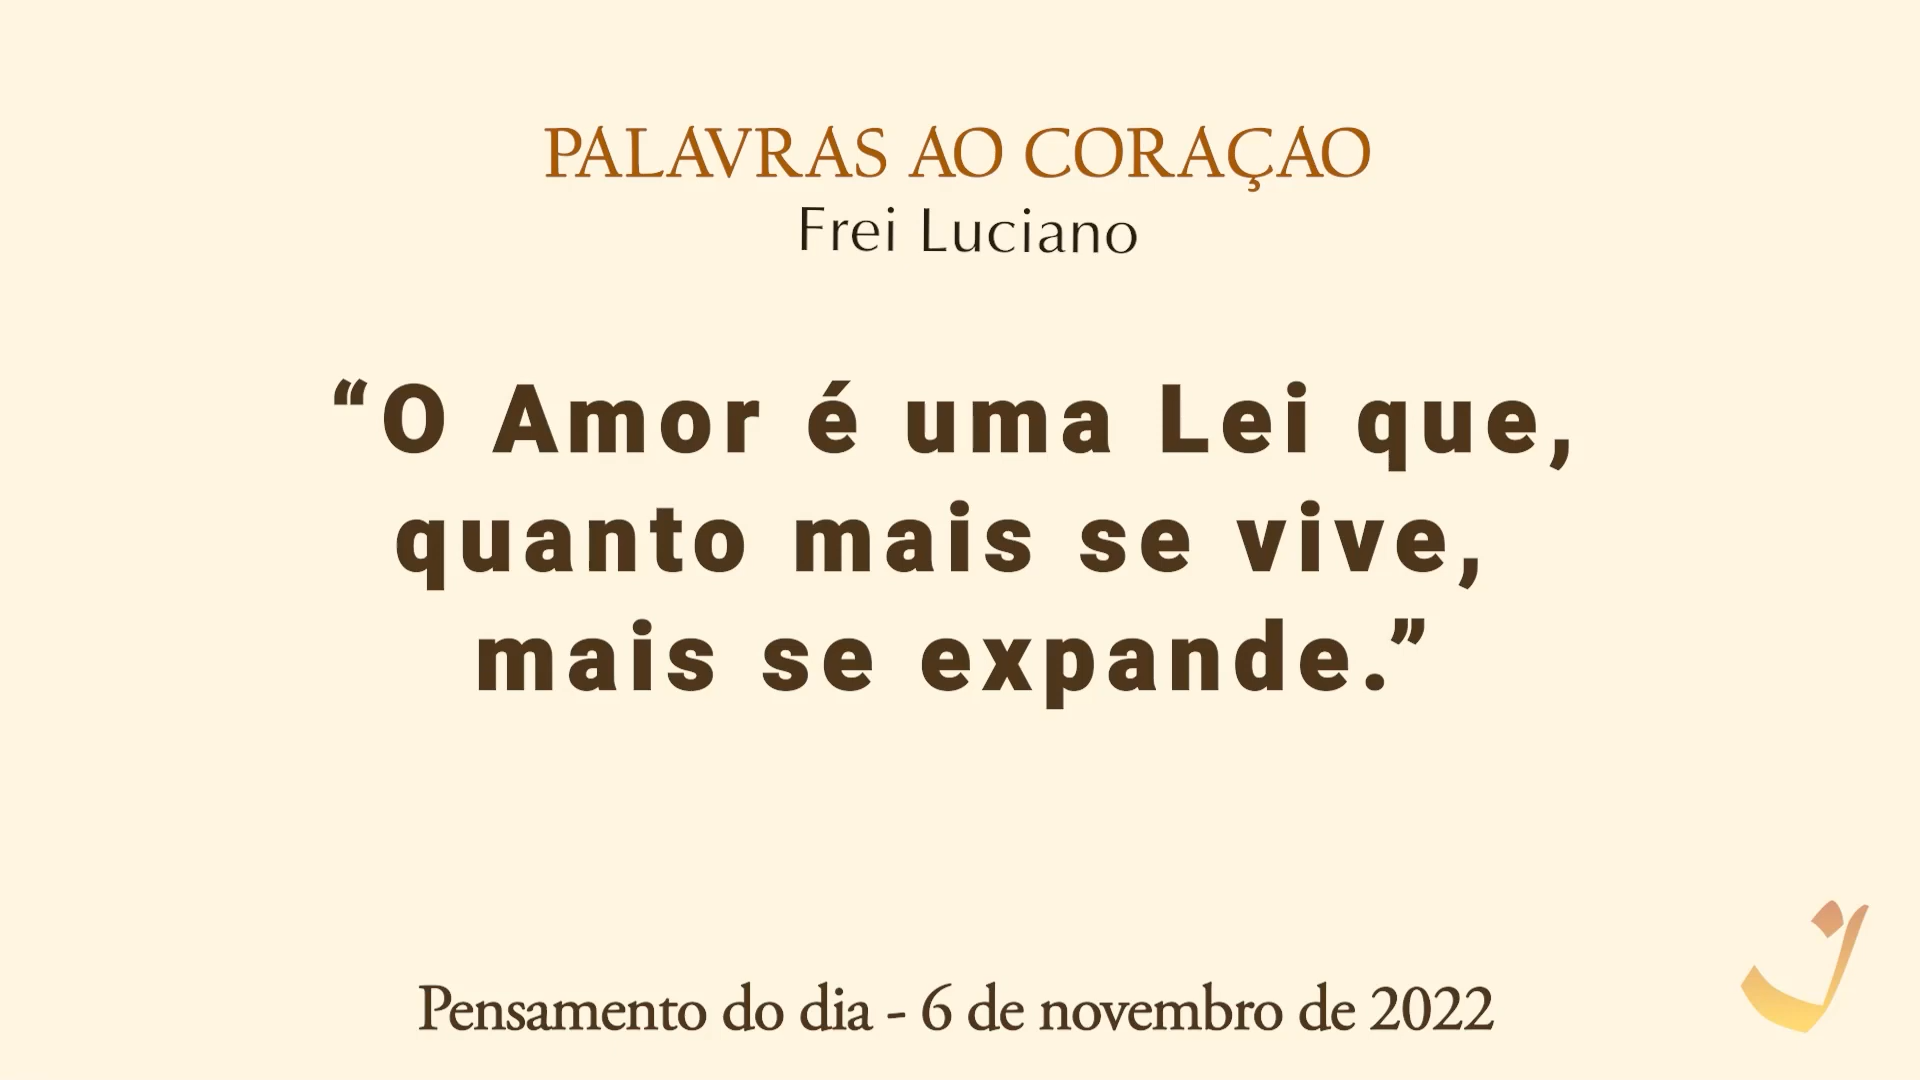 PALAVRAS AO CORAÇAO
Frei Luciano
“O Amor é uma Lei que,
quanto mais se vive,
mais se expande.”
Pensamento do dia - 6 de novembro de 2022